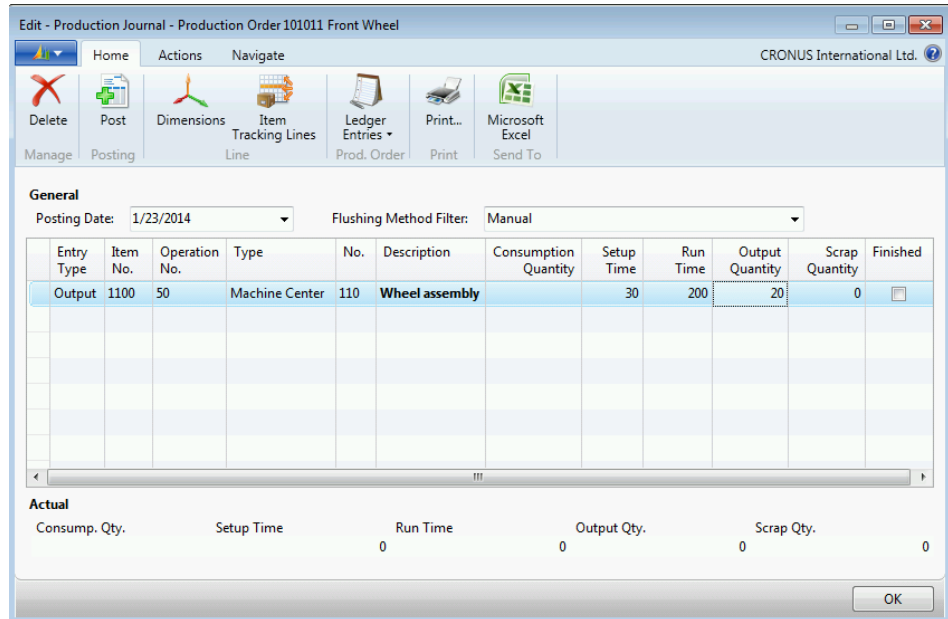 Edit - Production Journal - Production Order 101011 Front Wheel
Home Actions Navigate CRONUS International Ltd.
Delete Post Dimensions Item Tracking Lines Ledger Entries Print... Microsoft Excel
Manage Posting Line Prod. Order Print Send To
General
Posting Date: 1/23/2014 Flushing Method Filter: Manual
Entry Type Item No. Operation No. Type No. Description Consumption Quantity Setup Time Run Time Output Quantity Scrap Quantity Finished
Output 1100 50 Machine Center 110 Wheel assembly 30 200 20 0
Actual
Consump. Qty. Setup Time Run Time Output Qty. Scrap Qty.
0 0 0 0
OK